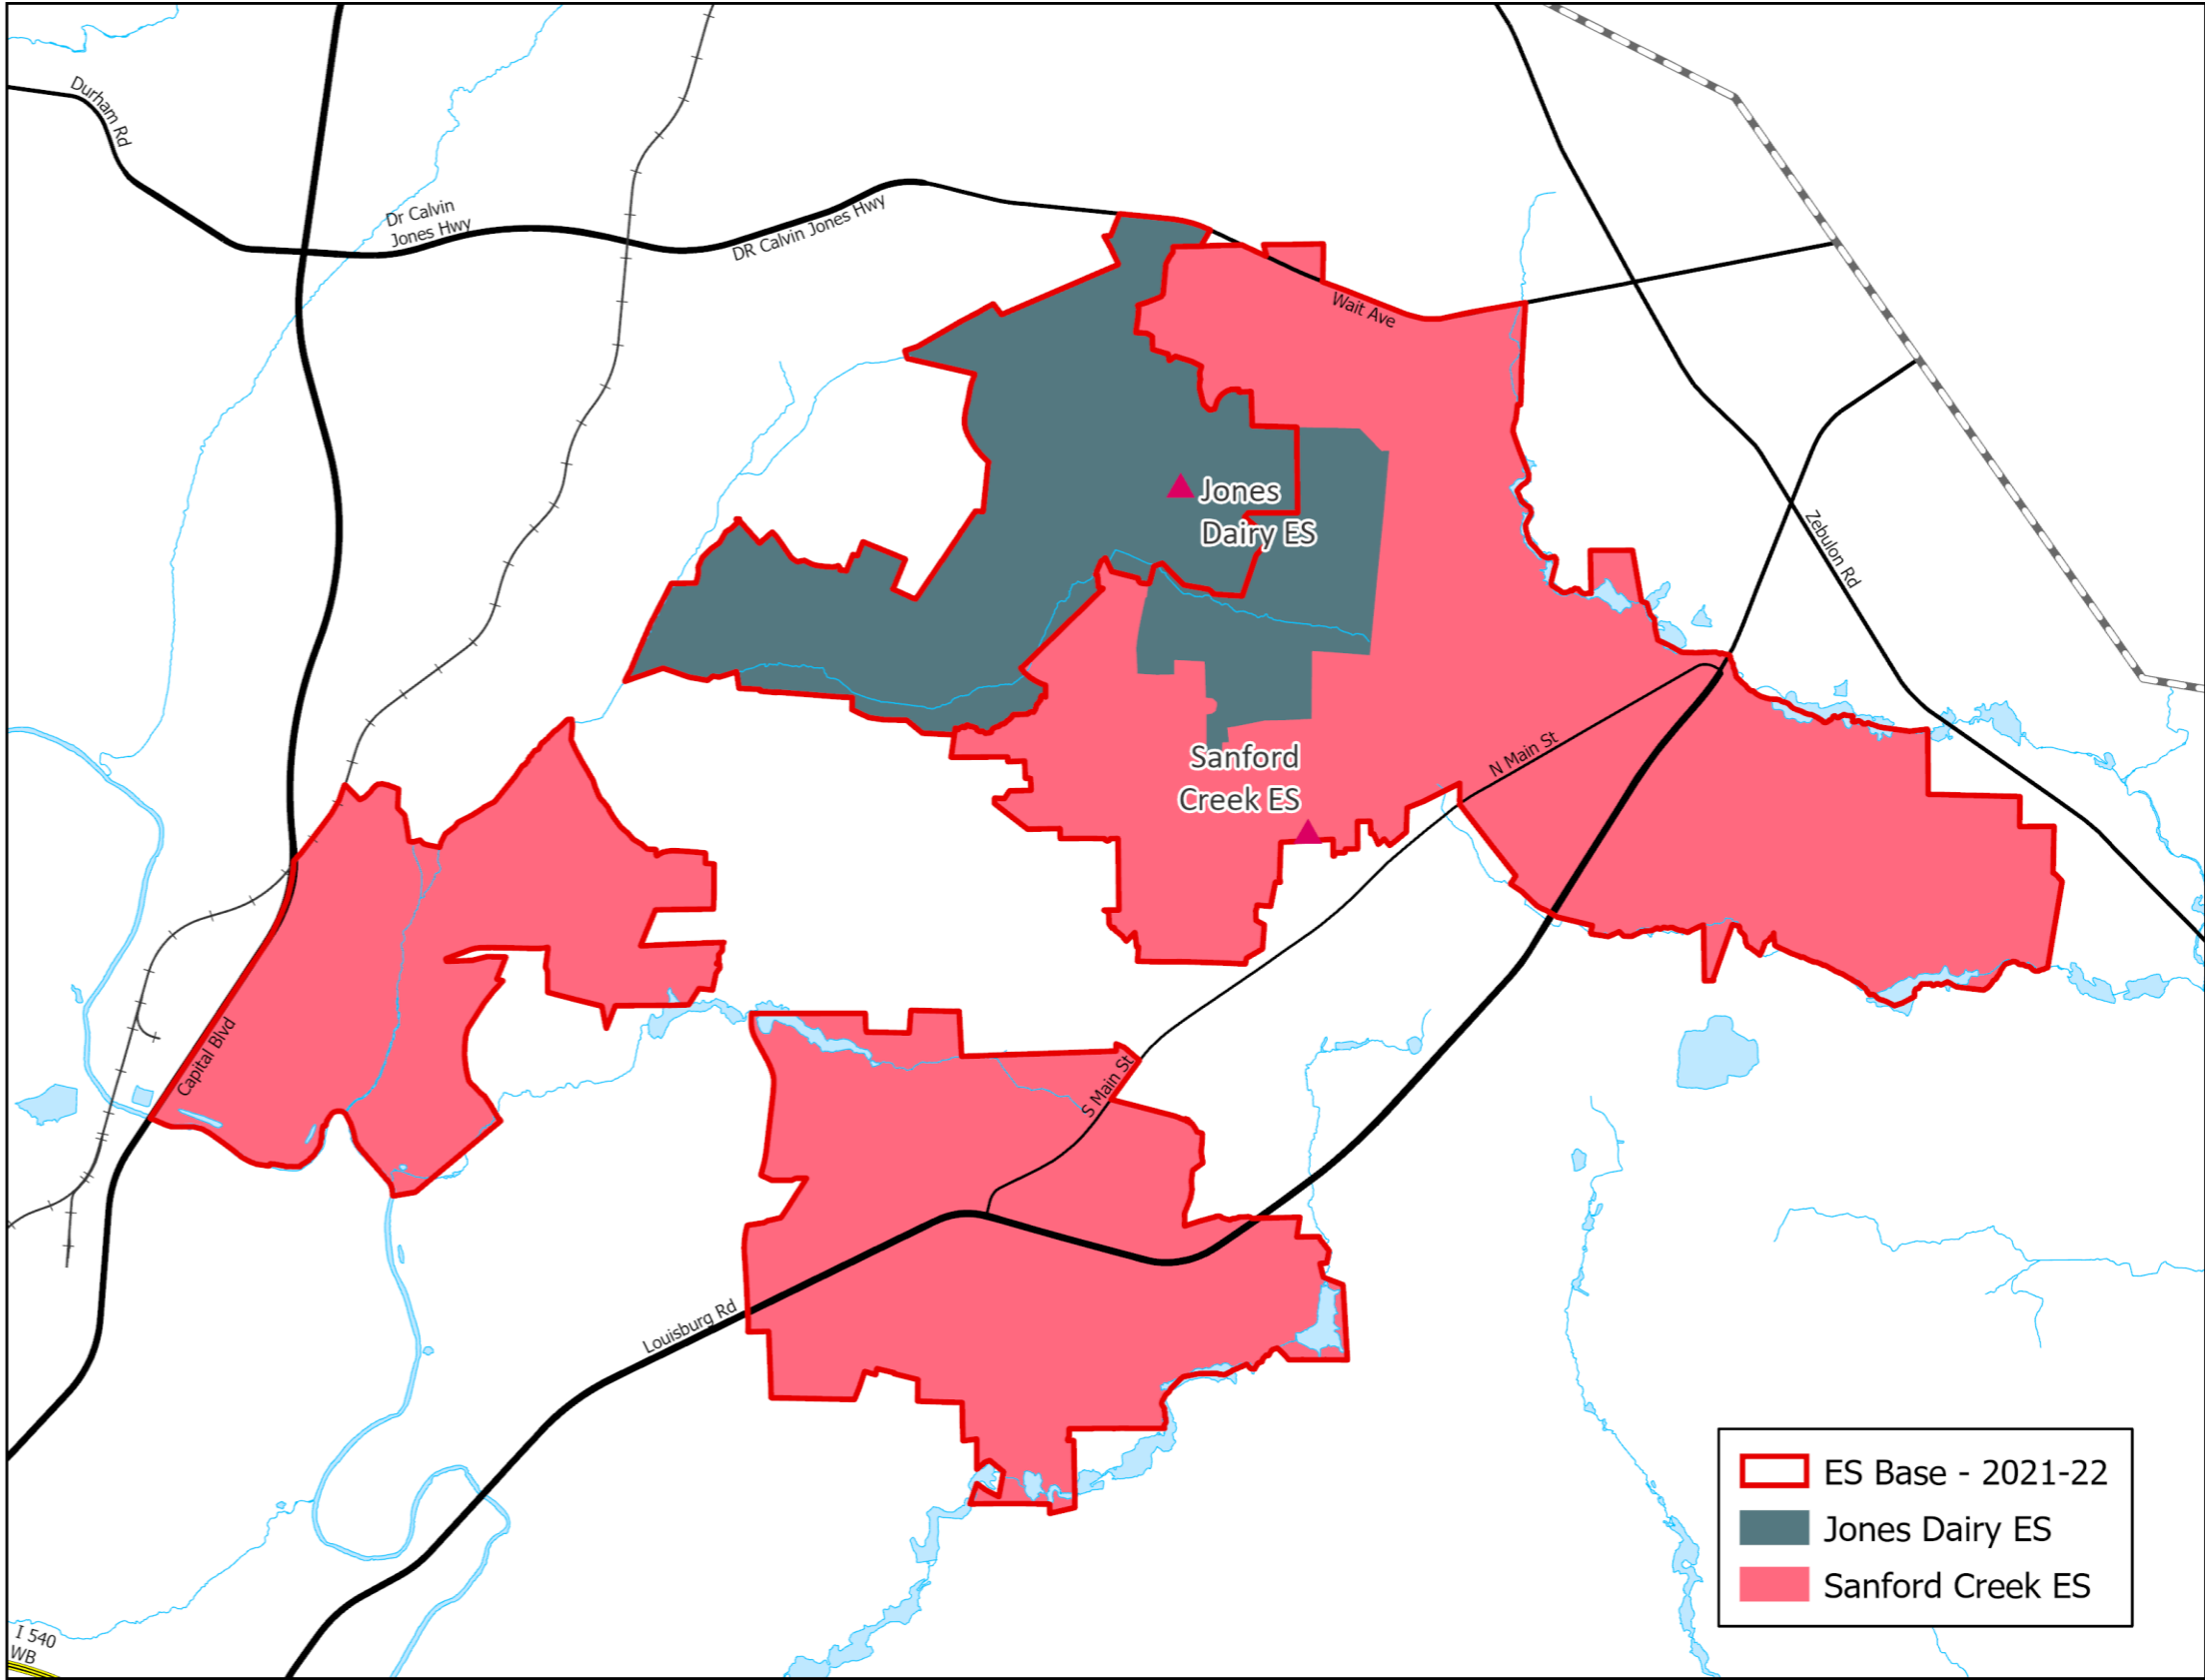 Durham Rd
Dr Calvin
Jones Hwy
DR Calvin Jones Hwy
Wait Ave
Jones
Dairy ES
Zebulon Rd
N Main St
Sanford
Creek ES
Capital Blvd
S Main St
Louisburg Rd
I 540
WB
ES Base - 2021-22
Jones Dairy ES
Sanford Creek ES